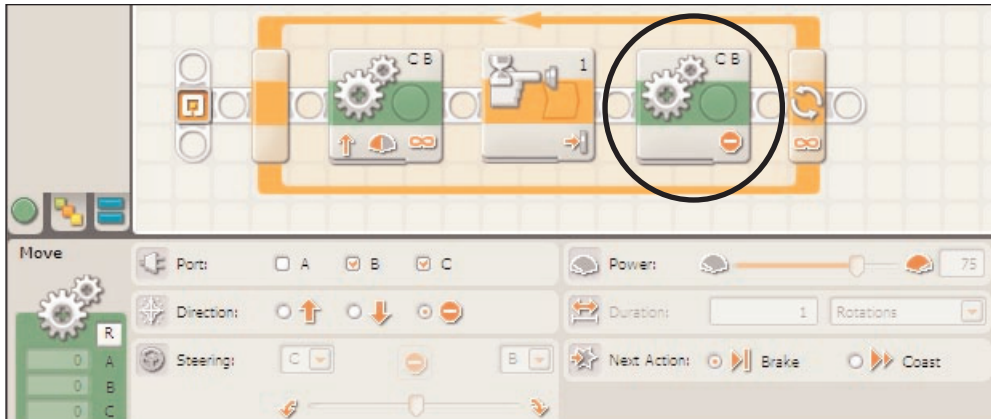 C B
1
C B
Move
R
0 A
0 B
0 C
Port: A B C
Direction:
Steering: C B
Power: 75
Duration: 1 Rotations
Next Action: Brake Coast